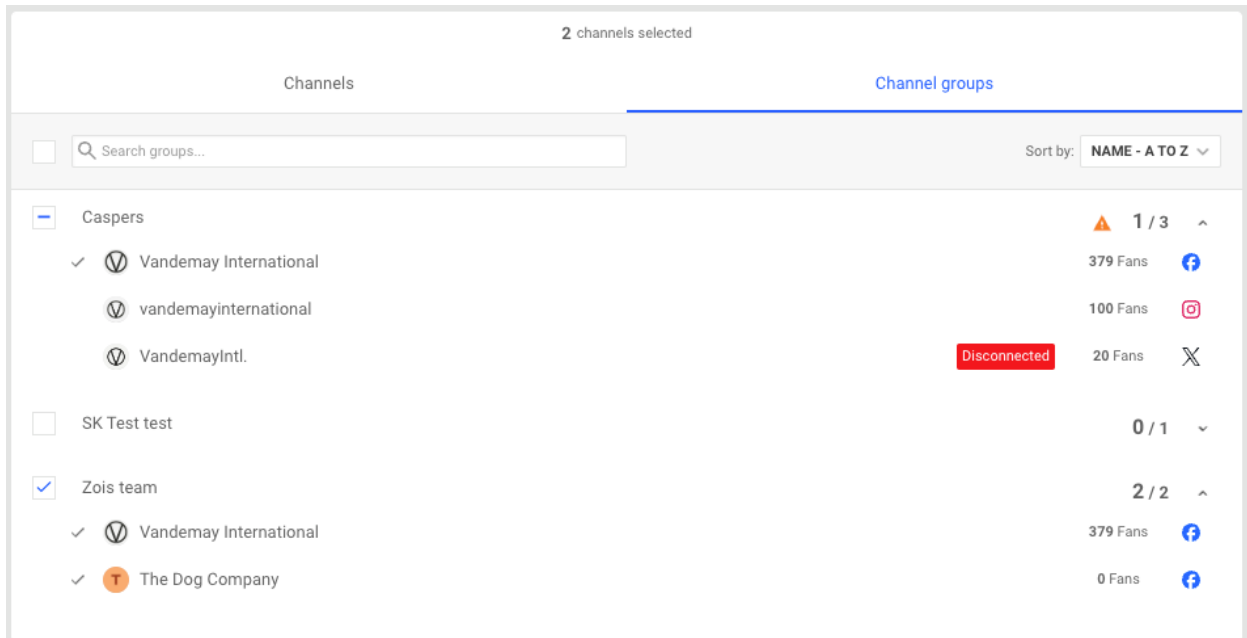 2 channels selected
Channels Channel groups
Search groups... Sort by: NAME - A TO Z
Caspers 1 / 3
Vandemay International 379 Fans
vandemayinternational 100 Fans
VandemayIntl. Disconnected 20 Fans
SK Test test 0 / 1
Zois team 2 / 2
Vandemay International 379 Fans
T The Dog Company 0 Fans